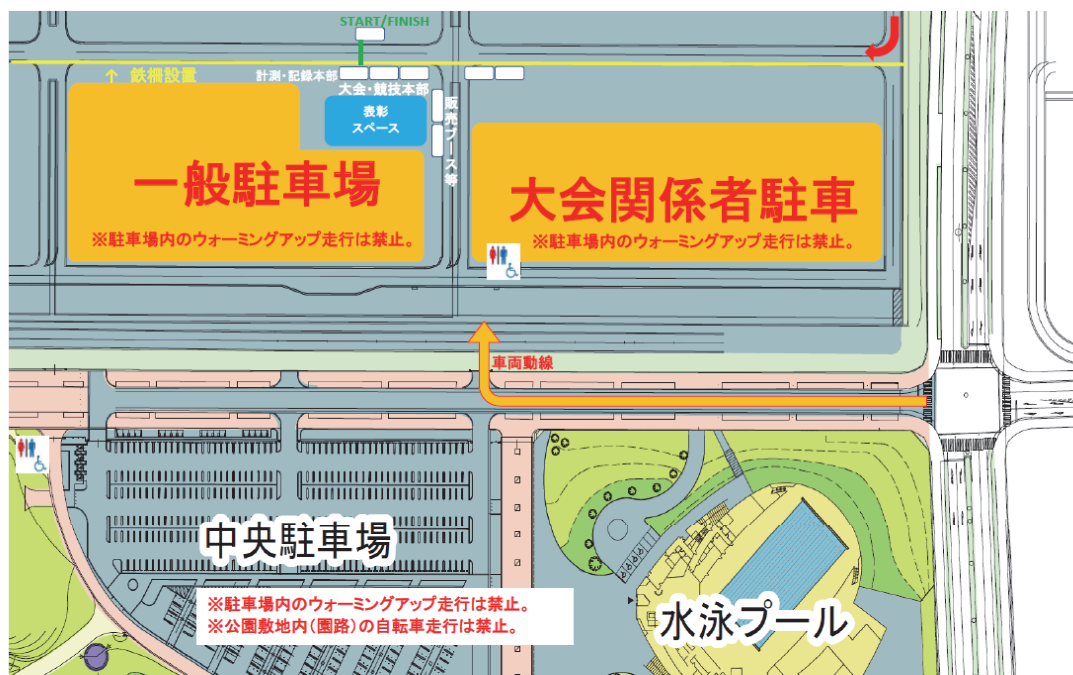 START/FINISH
↑ 鉄柵設置
計測・記録本部
大会・競技本部
表彰
スペース
販売ブース等
一般駐車場
※駐車場内のウォーミングアップ走行は禁止。
大会関係者駐車
※駐車場内のウォーミングアップ走行は禁止。
車両動線
中央駐車場
※駐車場内のウォーミングアップ走行は禁止。
※公園敷地内(園路)の自転車走行は禁止。
水泳プール